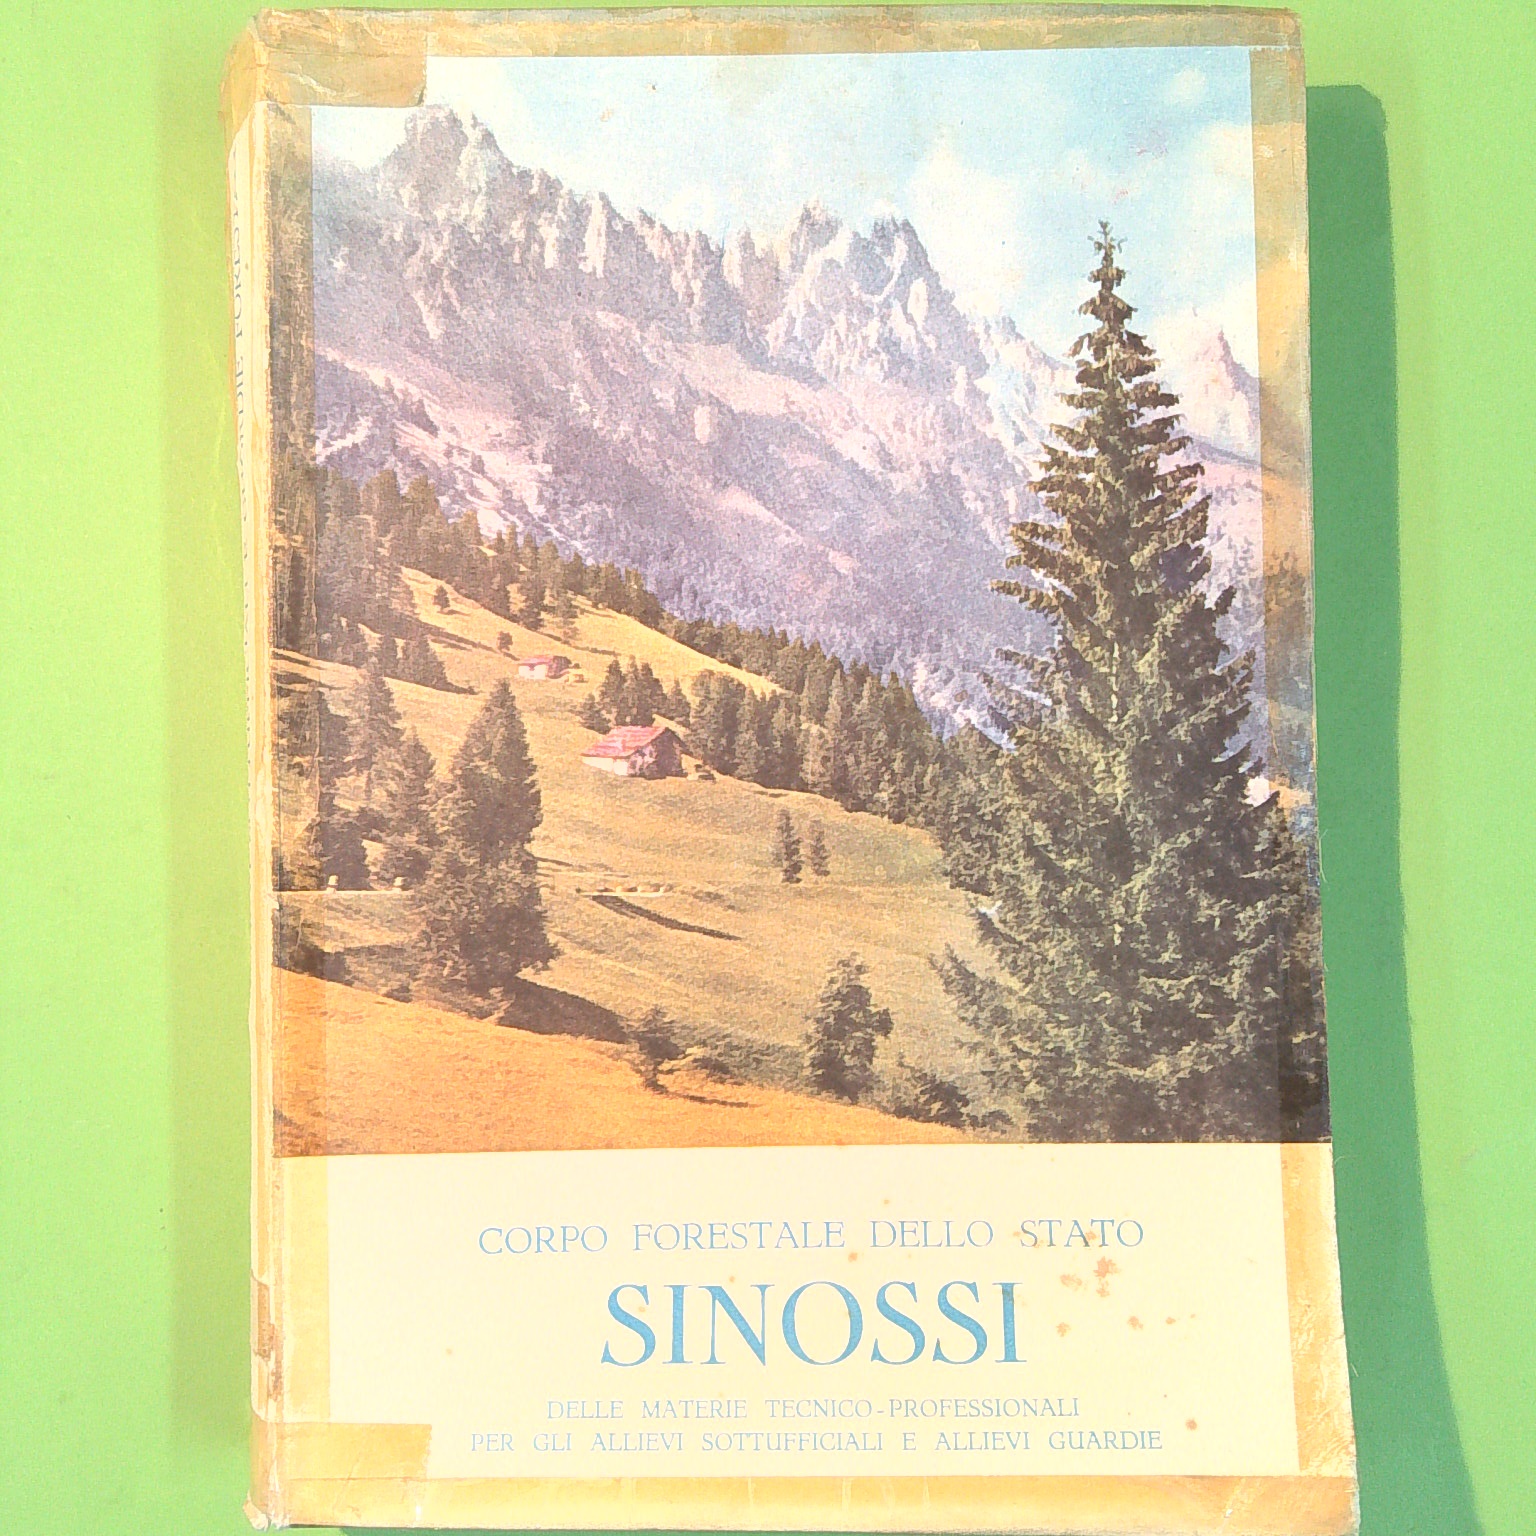 CORPO FORESTALE DELLO STATO
SINOSSI
DELLE MATERIE TECNICO-PROFESSIONALI
PER GLI ALLIEVI SOTTUFFICIALI E ALLIEVI GUARDIE